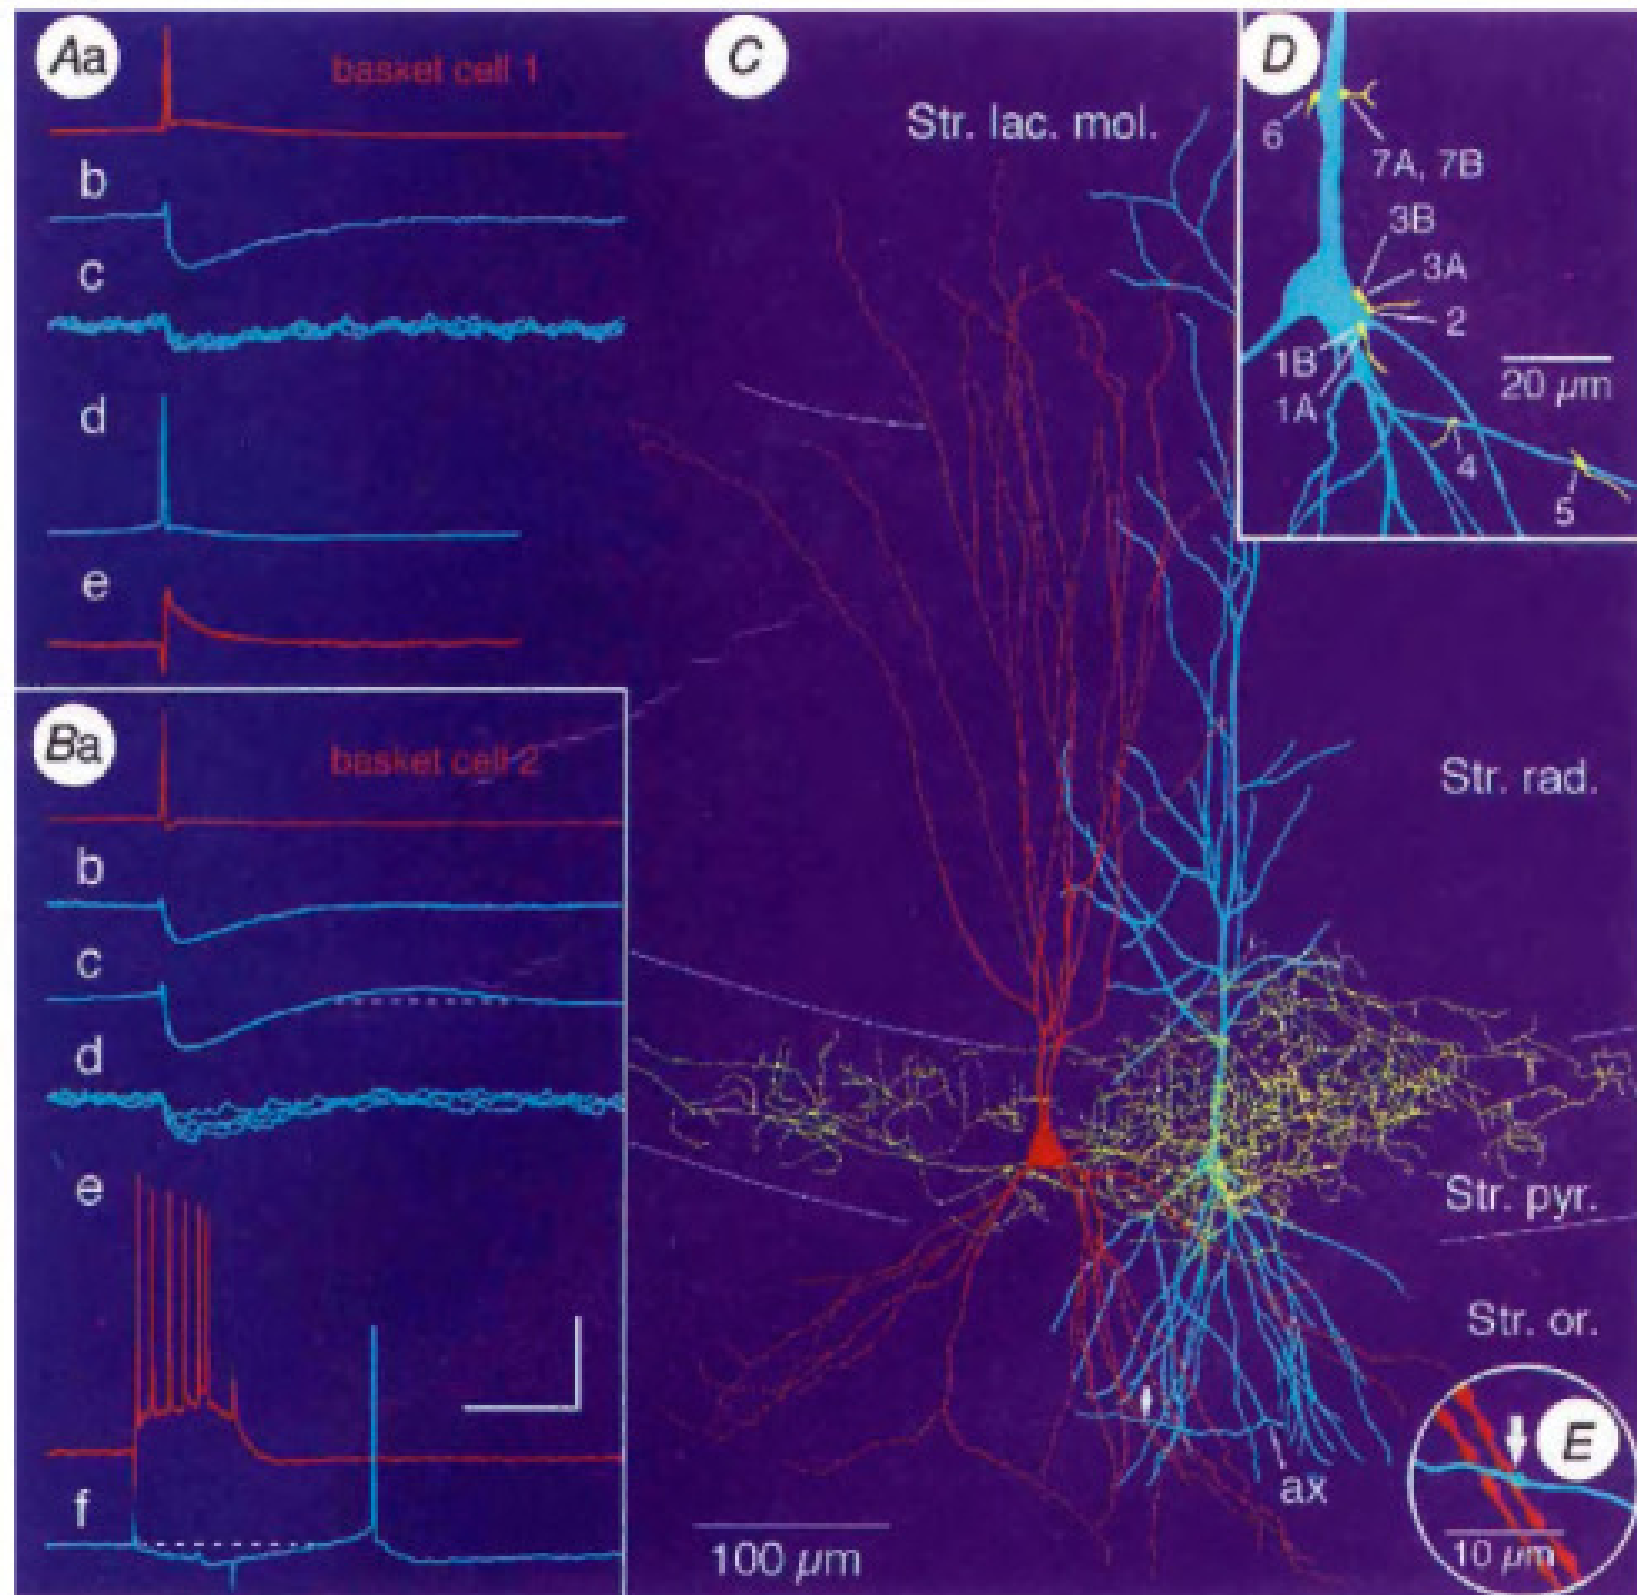 Aa
basket cell 1
b
c
d
e
Ba
basket cell 2
b
c
d
e
f
C
Str. lac. mol.
Str. rad.
Str. pyr.
Str. or.
ax
100 µm
D
6
7A, 7B
3B
3A
2
1B
1A
20 µm
4
5
E
10 µm